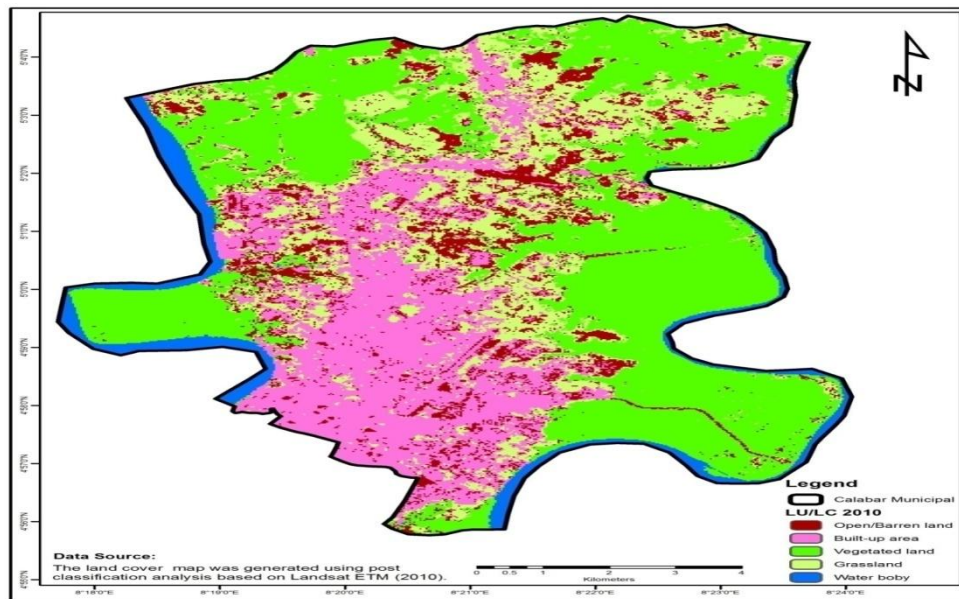 N
Legend
Calabar Municipal
LU/LC 2010
Open/Barren land
Built-up area
Vegetated land
Grassland
Water boby
Data Source:
The land cover map was generated using post
classification analysis based on Landsat ETM (2010).
0 0.5 1 2 3 4
Kilometers
8°18'0"E 8°19'0"E 8°20'0"E 8°21'0"E 8°22'0"E 8°23'0"E 8°24'0"E